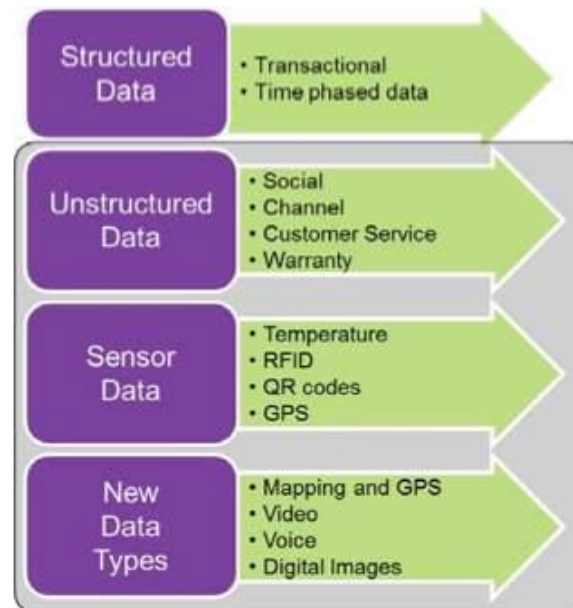 Structured
Data
• Transactional
• Time phased data
Unstructured
Data
• Social
• Channel
• Customer Service
• Warranty
Sensor
Data
• Temperature
• RFID
• QR codes
• GPS
New
Data
Types
• Mapping and GPS
• Video
• Voice
• Digital Images